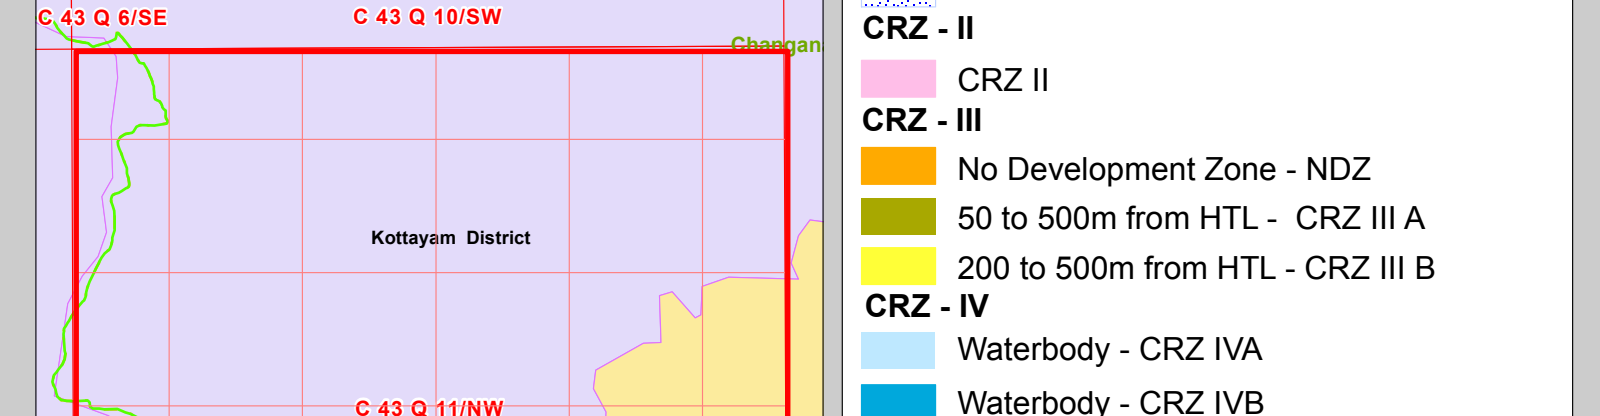 C 43 Q 6/SE
C 43 Q 10/SW
Kottayam District
C 43 Q 11/NW
CRZ - II
CRZ II
CRZ - III
No Development Zone - NDZ
50 to 500m from HTL - CRZ III A
200 to 500m from HTL - CRZ III B
CRZ - IV
Waterbody - CRZ IVA
Waterbody - CRZ IVB